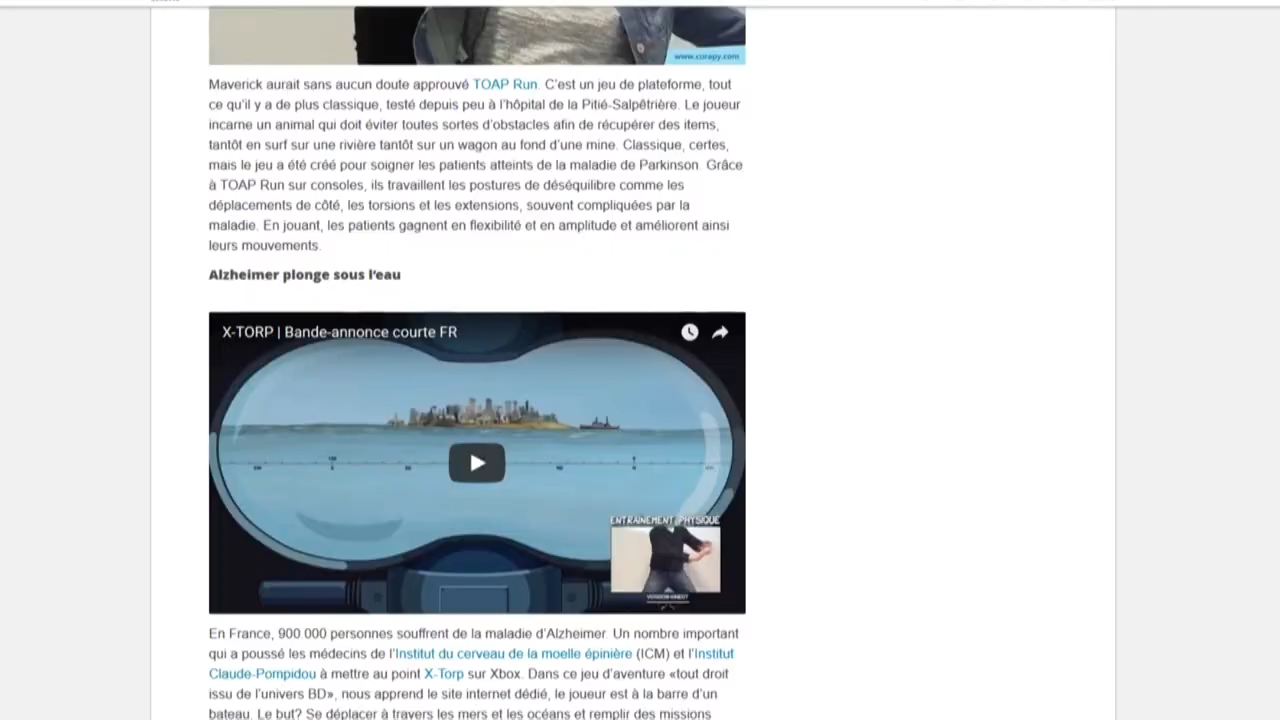 www.curapy.com
Maverick aurait sans aucun doute approuvé TOAP Run. C'est un jeu de plateforme, tout
ce qu'il y a de plus classique, testé depuis peu à l'hôpital de la Pitié-Salpêtrière. Le joueur
incarne un animal qui doit éviter toutes sortes d'obstacles afin de récupérer des items,
tantôt en surf sur une rivière tantôt sur un wagon au fond d'une mine. Classique, certes,
mais le jeu a été créé pour soigner les patients atteints de la maladie de Parkinson. Grâce
à TOAP Run sur consoles, ils travaillent les postures de déséquilibre comme les
déplacements de côté, les torsions et les extensions, souvent compliquées par la
maladie. En jouant, les patients gagnent en flexibilité et en amplitude et améliorent ainsi
leurs mouvements.
Alzheimer plonge sous l'eau
X-TORP | Bande-annonce courte FR
ENTRAINEMENT PHYSIQUE
VERSION KINECT
En France, 900 000 personnes souffrent de la maladie d'Alzheimer. Un nombre important
qui a poussé les médecins de l'Institut du cerveau de la moelle épinière (ICM) et l'Institut
Claude-Pompidou à mettre au point X-Torp sur Xbox. Dans ce jeu d'aventure «tout droit
issu de l'univers BD», nous apprend le site internet dédié, le joueur est à la barre d'un
bateau. Le but? Se déplacer à travers les mers et les océans et remplir des missions